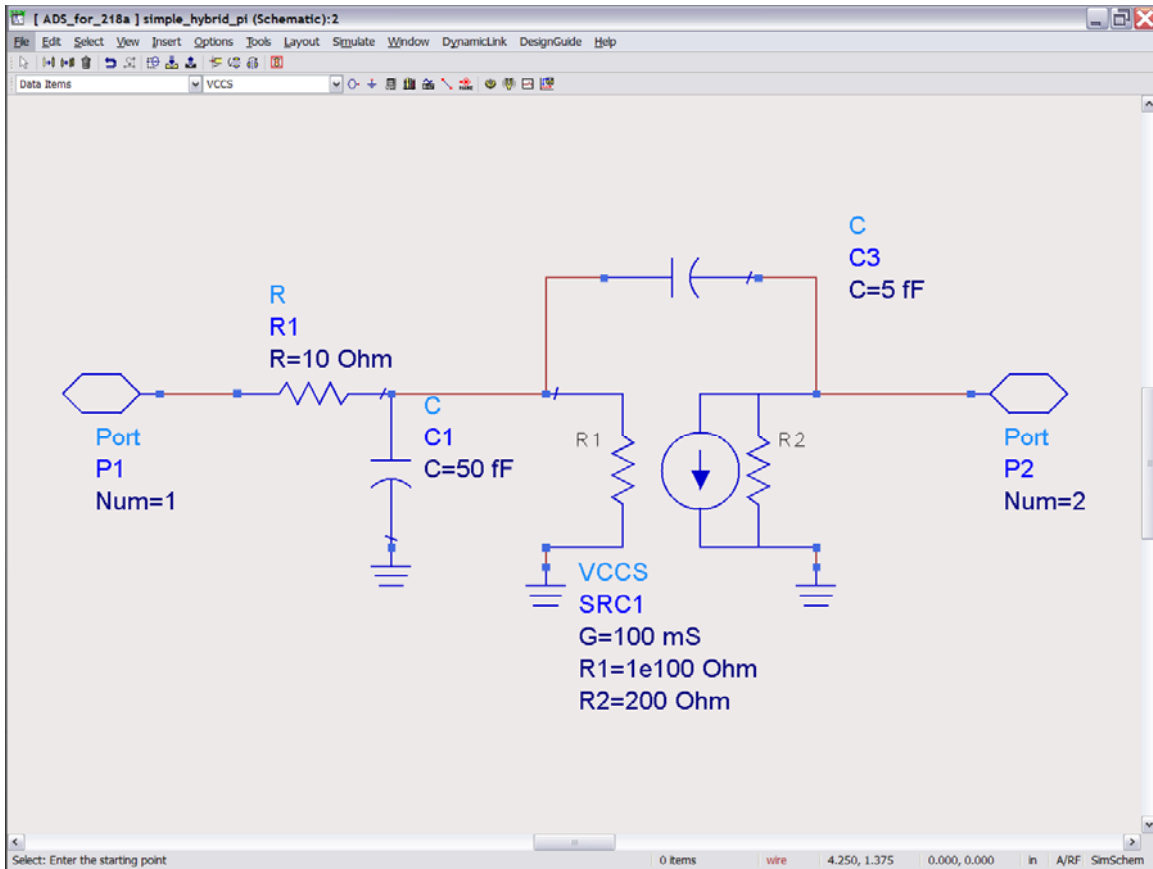 [ ADS_for_218a ] simple_hybrid_pi (Schematic):2
File Edit Select View Insert Options Tools Layout Simulate Window DynamicLink DesignGuide Help
Data Items VCCS
C
C3
C=5 fF
R
R1
R=10 Ohm
Port
P1
Num=1
C
C1
C=50 fF
R1
R2
Port
P2
Num=2
VCCS
SRC1
G=100 mS
R1=1e100 Ohm
R2=200 Ohm
Select: Enter the starting point 0 items wire 4.250, 1.375 0.000, 0.000 in A/RF SimSchem